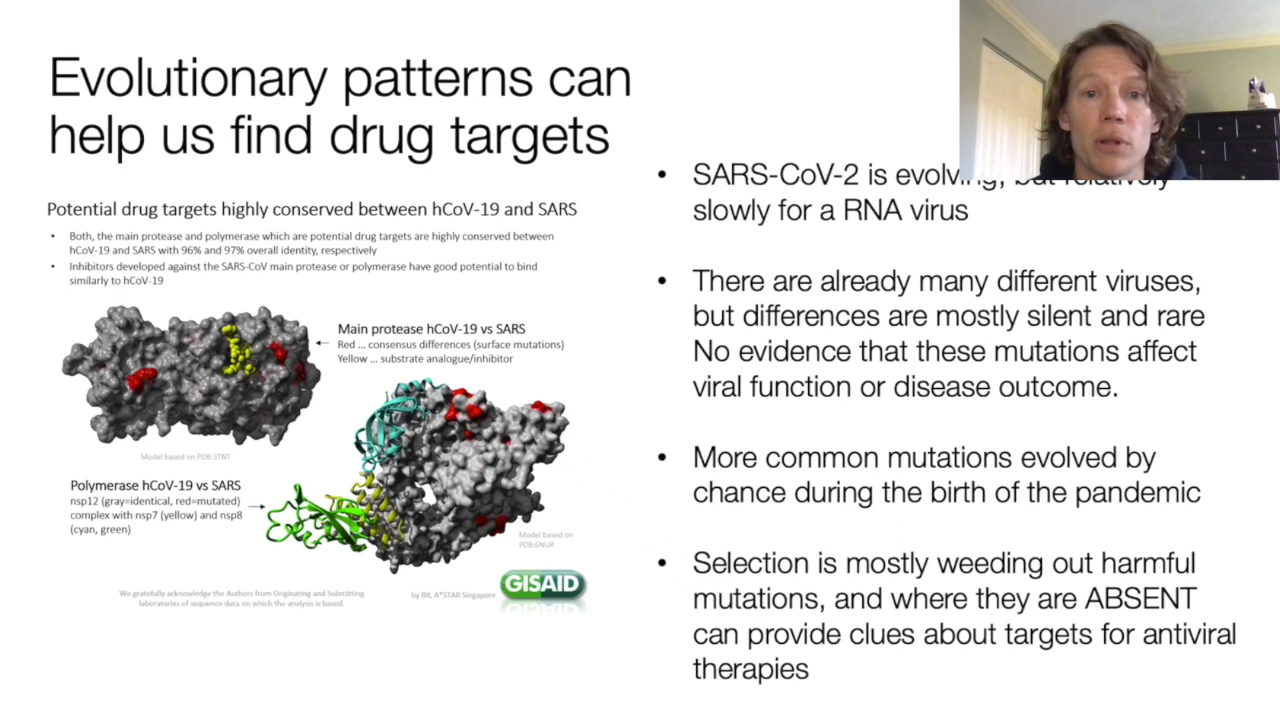 Evolutionary patterns can
help us find drug targets
Potential drug targets highly conserved between hCoV-19 and SARS
• Both, the main protease and polymerase which are potential drug targets are highly conserved between
hCoV-19 and SARS with 96% and 97% overall identity, respectively
• Inhibitors developed against the SARS-CoV main protease or polymerase have good potential to bind
similarly to hCoV-19
Main protease hCoV-19 vs SARS
Red ... consensus differences (surface mutations)
Yellow ... substrate analogue/inhibitor
Model based on PDB:3TNT
Polymerase hCoV-19 vs SARS
nsp12 (gray=identical, red=mutated)
complex with nsp7 (yellow) and nsp8
(cyan, green)
Model based on
PDB:6NUR
We gratefully acknowledge the Authors from Originating and Submitting
laboratories of sequence data on which the analysis is based.
by BII, A*STAR Singapore
GISAID
• SARS-CoV-2 is evolving, but relatively
slowly for a RNA virus
• There are already many different viruses,
but differences are mostly silent and rare
No evidence that these mutations affect
viral function or disease outcome.
• More common mutations evolved by
chance during the birth of the pandemic
• Selection is mostly weeding out harmful
mutations, and where they are ABSENT
can provide clues about targets for antiviral
therapies